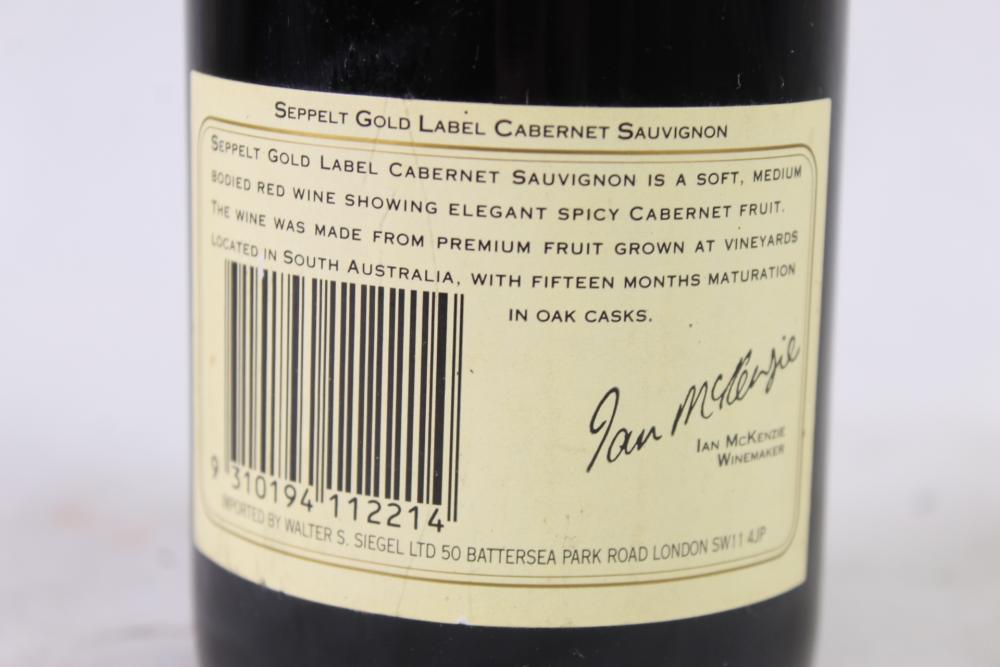 Seppelt Gold Label Cabernet Sauvignon
Seppelt Gold Label Cabernet Sauvignon is a soft, medium
bodied red wine showing elegant spicy Cabernet fruit.
The wine was made from premium fruit grown at vineyards
located in South Australia, with fifteen months maturation
in oak casks.
Ian McKenzie
Ian McKenzie
Winemaker
9 310194 112214
IMPORTED BY WALTER S. SIEGEL LTD 50 BATTERSEA PARK ROAD LONDON SW11 4JP